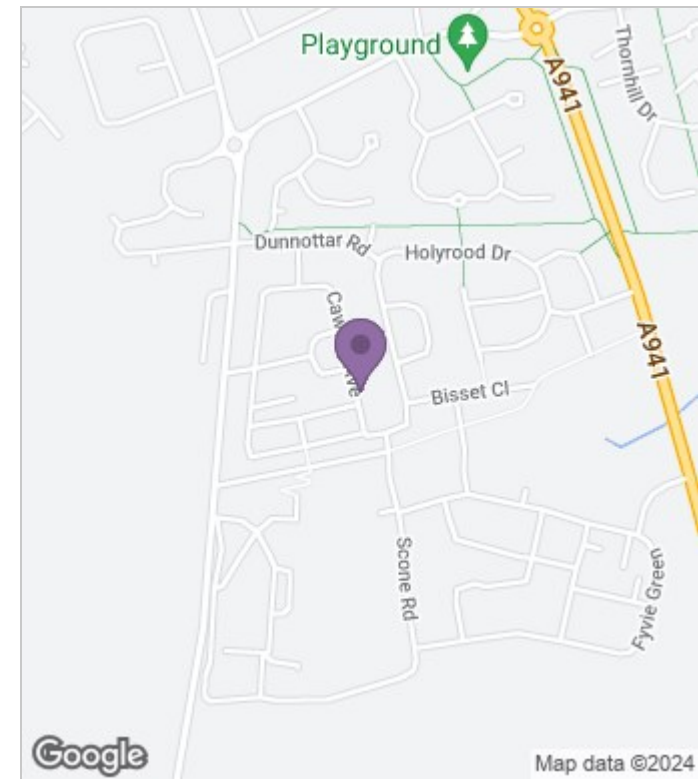 Playground
A941
Thornhill Dr
Dunnottar Rd
Holyrood Dr
A941
Bisset Cl
Scone Rd
Fyvie Green
Google
Map data ©2024